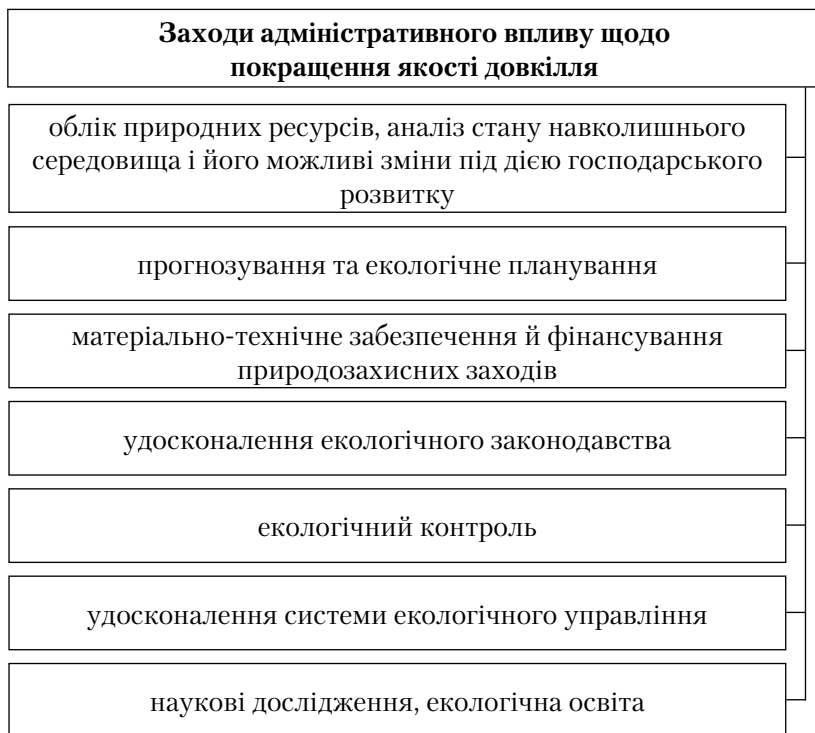 Заходи адміністративного впливу щодо
покращення якості довкілля
облік природних ресурсів, аналіз стану навколишнього
середовища і його можливі зміни під дією господарського
розвитку
прогнозування та екологічне планування
матеріально-технічне забезпечення й фінансування
природозахисних заходів
удосконалення екологічного законодавства
екологічний контроль
удосконалення системи екологічного управління
наукові дослідження, екологічна освіта